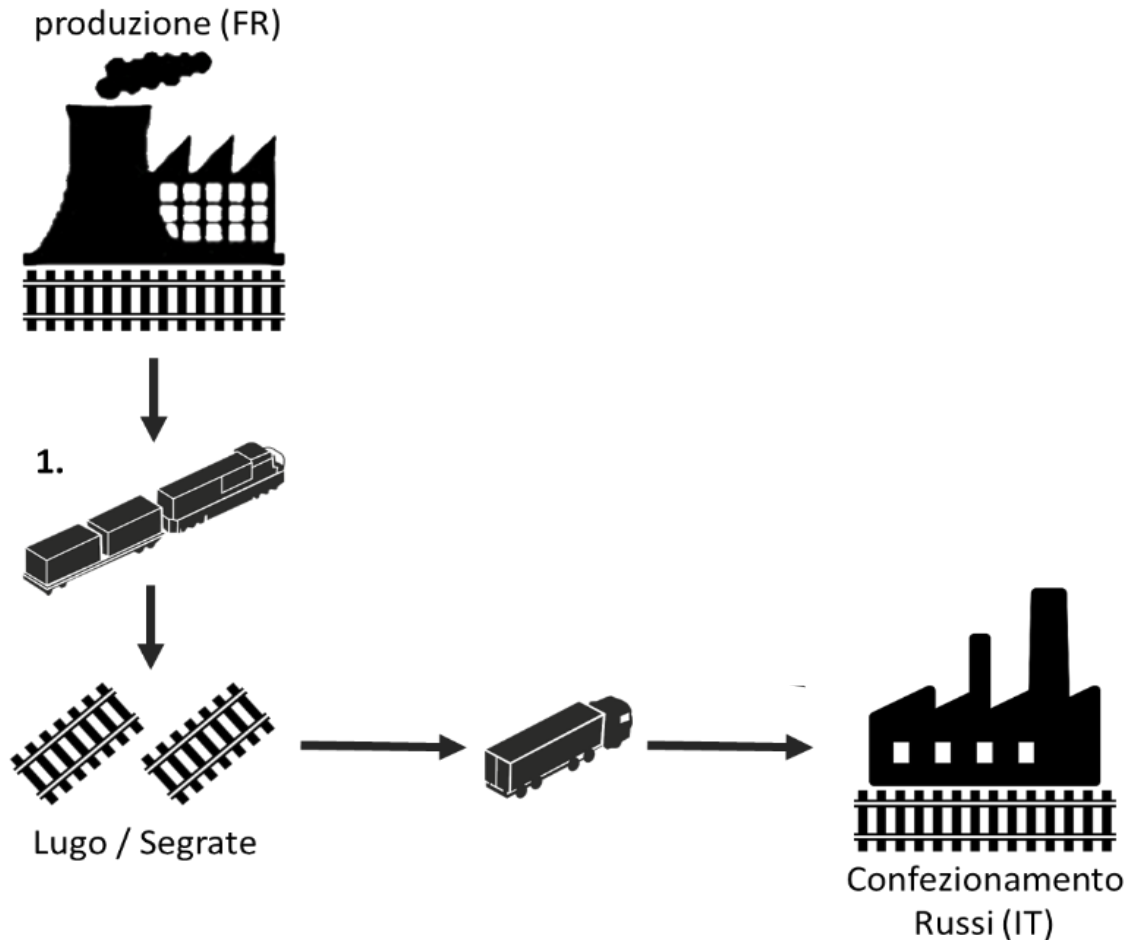 produzione (FR)
1.
Lugo / Segrate
Confezionamento
Russi (IT)